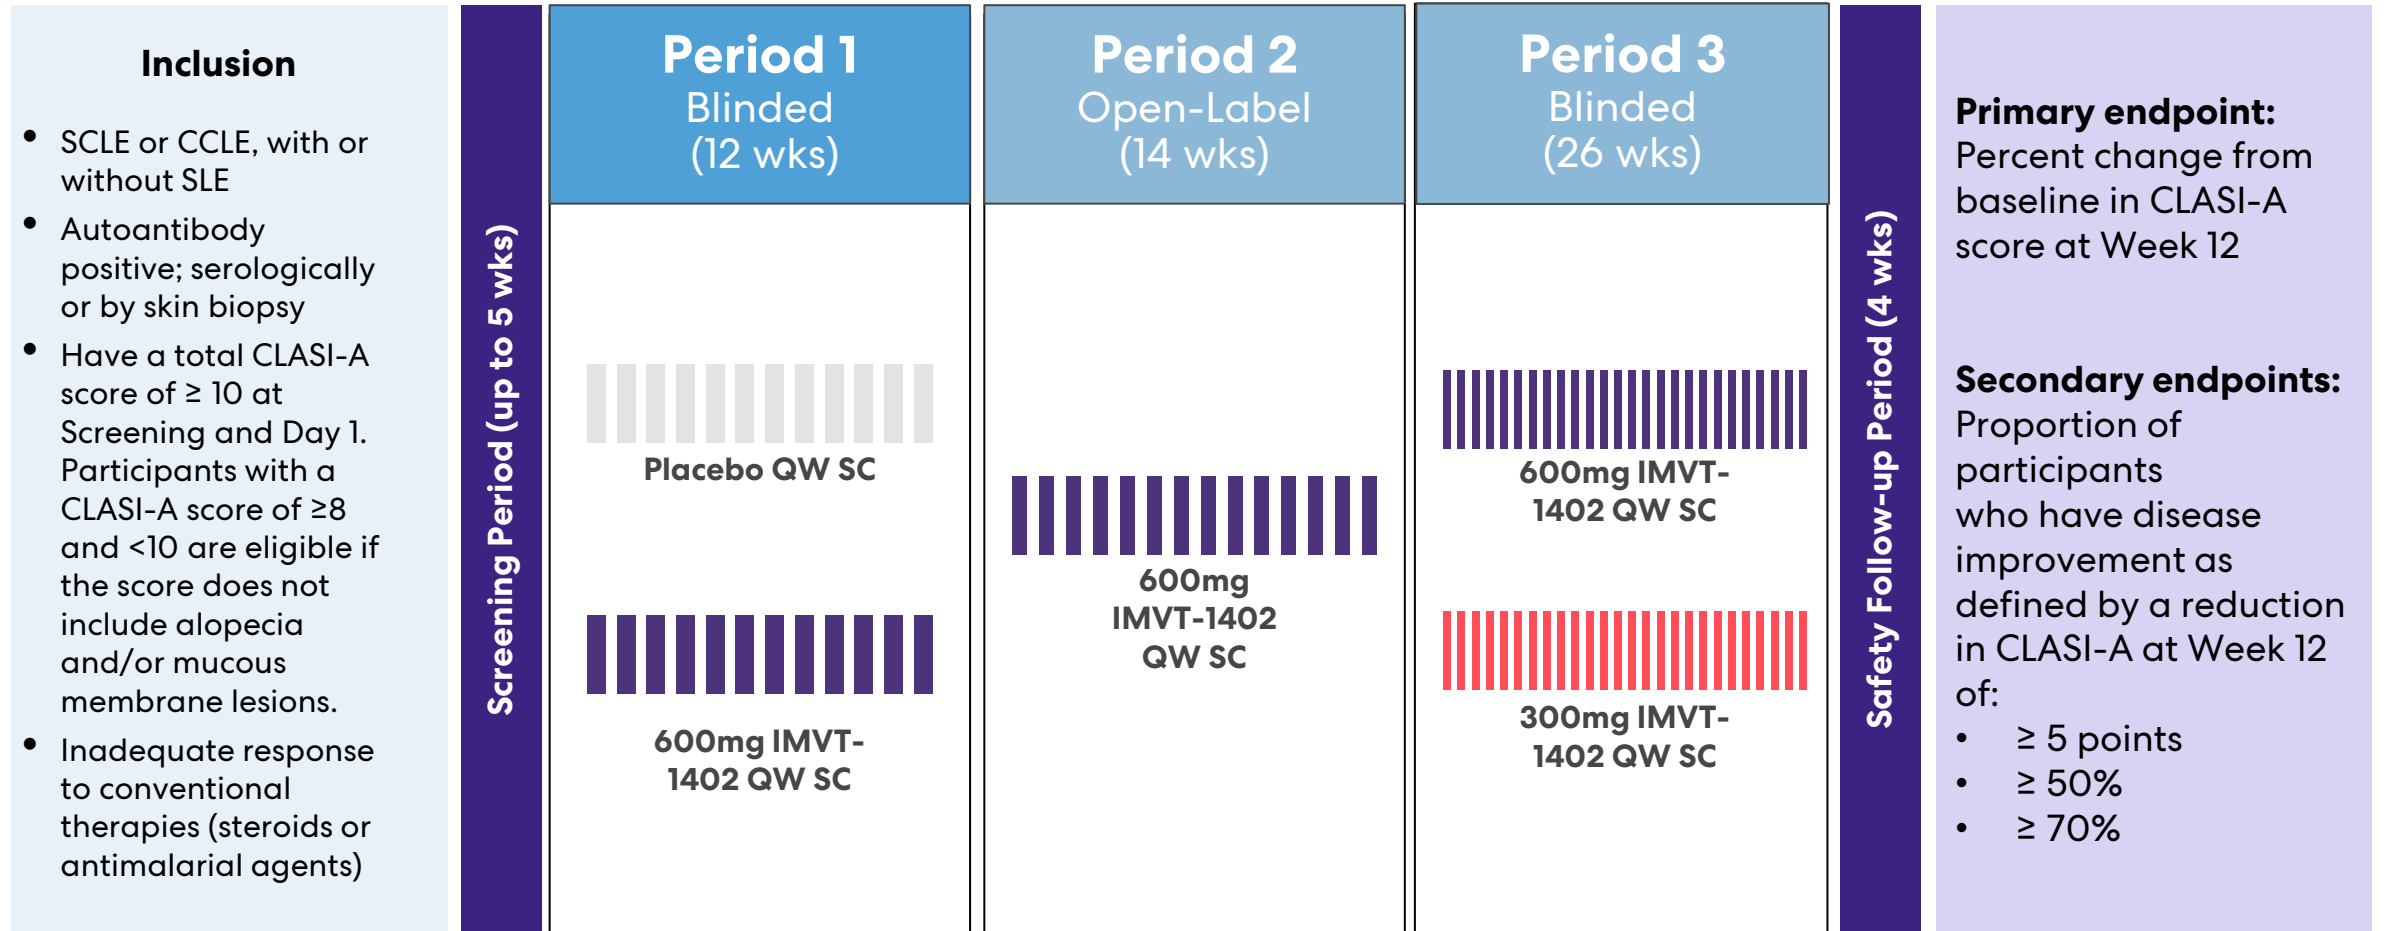 Inclusion
• SCLE or CCLE, with or
without SLE
• Autoantibody
positive; serologically
or by skin biopsy
• Have a total CLASI-A
score of ≥ 10 at
Screening and Day 1.
Participants with a
CLASI-A score of ≥8
and <10 are eligible if
the score does not
include alopecia
and/or mucous
membrane lesions.
• Inadequate response
to conventional
therapies (steroids or
antimalarial agents)
Screening Period (up to 5 wks)
Period 1
Blinded
(12 wks)
Placebo QW SC
600mg IMVT-
1402 QW SC
Period 2
Open-Label
(14 wks)
600mg
IMVT-1402
QW SC
Period 3
Blinded
(26 wks)
600mg IMVT-
1402 QW SC
300mg IMVT-
1402 QW SC
Safety Follow-up Period (4 wks)
Primary endpoint:
Percent change from
baseline in CLASI-A
score at Week 12
Secondary endpoints:
Proportion of
participants
who have disease
improvement as
defined by a reduction
in CLASI-A at Week 12
of:
• ≥ 5 points
• ≥ 50%
• ≥ 70%